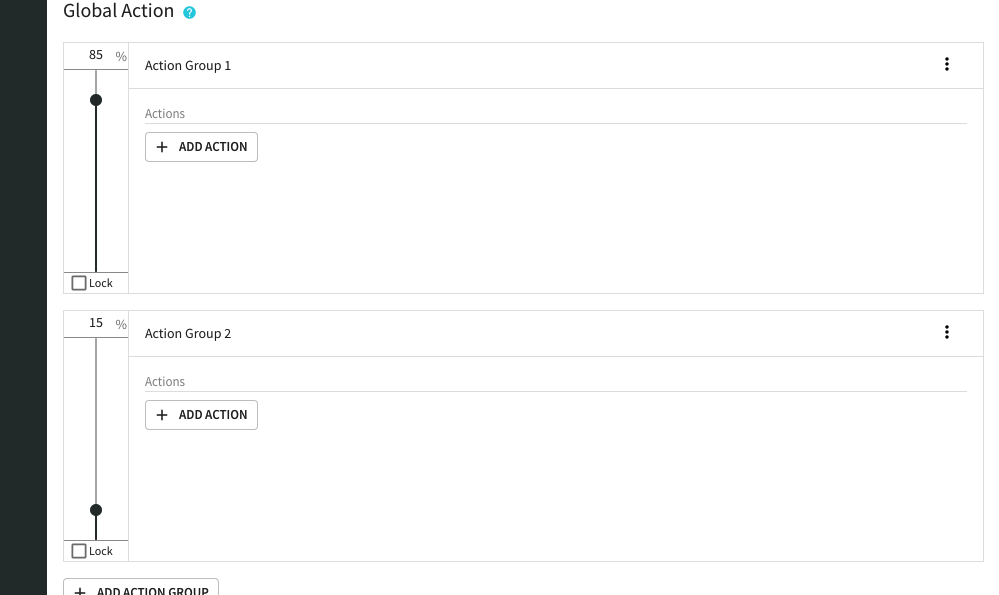 Global Action ?
85 %
Action Group 1
Actions
+ ADD ACTION
Lock
15 %
Action Group 2
Actions
+ ADD ACTION
Lock
+ ADD ACTION GROUP